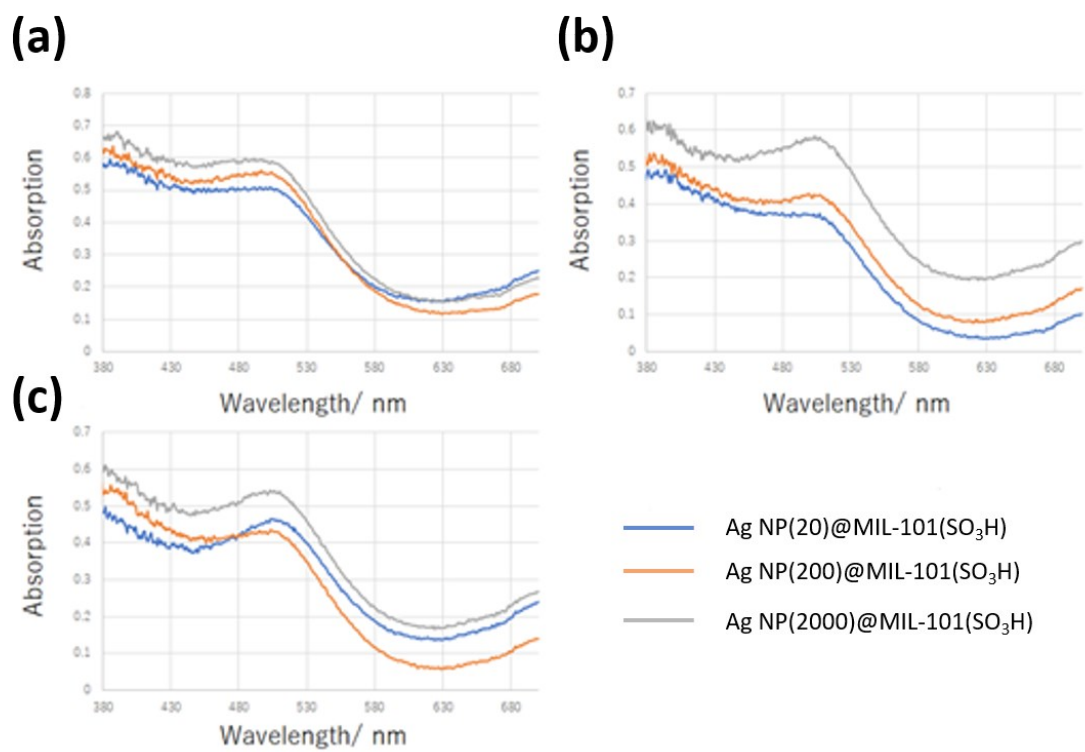 (a)
(b)
0.8
0.7
0.6
0.5
0.4
0.3
0.2
0.1
0
Absorption
380 430 480 530 580 630 680
Wavelength/ nm
0.7
0.6
0.5
0.4
0.3
0.2
0.1
0
Absorption
380 430 480 530 580 630 680
Wavelength/ nm
(c)
0.7
0.6
0.5
0.4
0.3
0.2
0.1
0
Absorption
380 430 480 530 580 630 680
Wavelength/ nm
Ag NP(20)@MIL-101(SO₃H)
Ag NP(200)@MIL-101(SO₃H)
Ag NP(2000)@MIL-101(SO₃H)